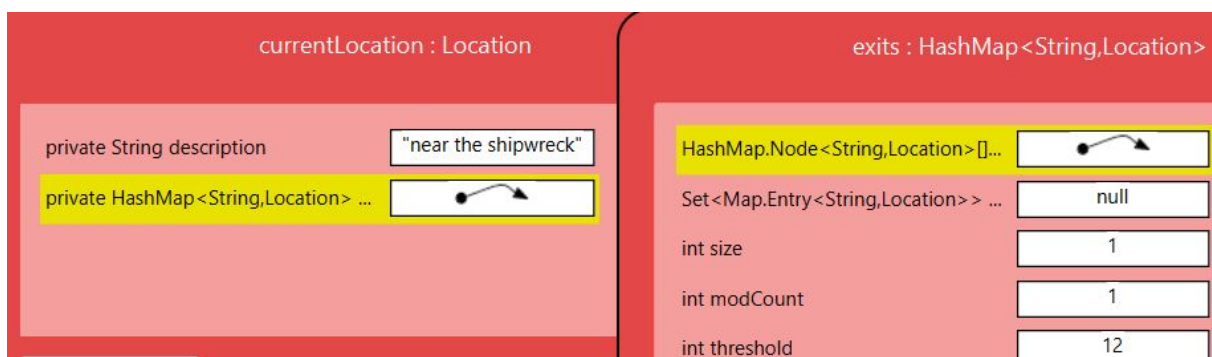 currentLocation : Location
private String description
"near the shipwreck"
private HashMap<String,Location> ...
exits : HashMap<String,Location>
HashMap.Node<String,Location>[]...
Set<Map.Entry<String,Location>> ...
null
int size
1
int modCount
1
int threshold
12